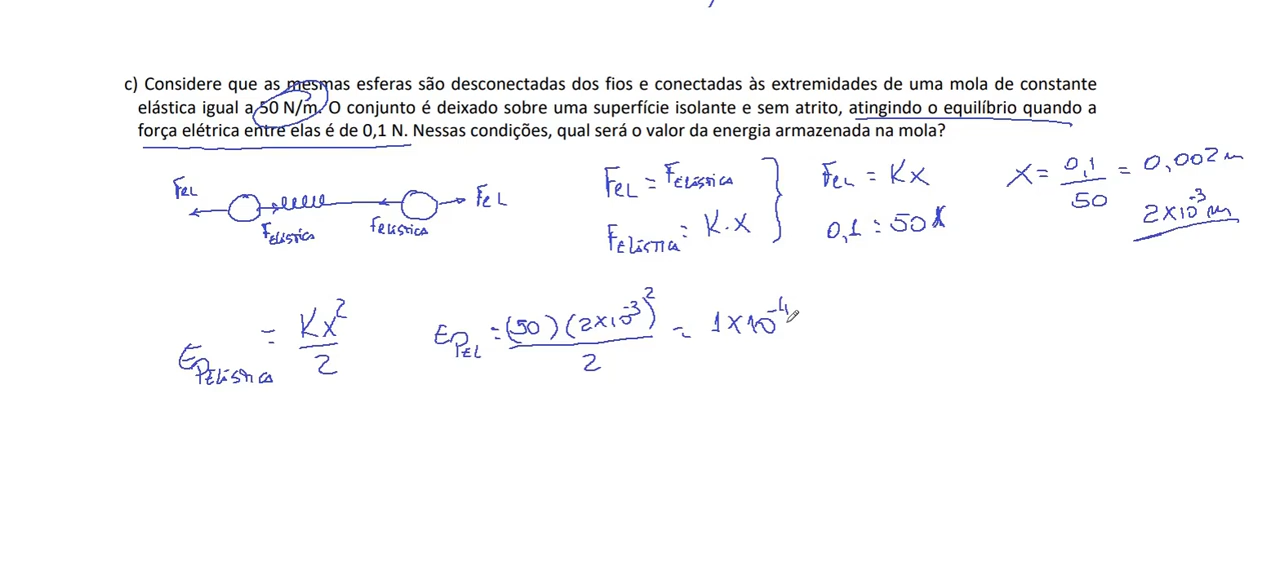 c) Considere que as mesmas esferas são desconectadas dos fios e conectadas às extremidades de uma mola de constante
elástica igual a 50 N/m. O conjunto é deixado sobre uma superfície isolante e sem atrito, atingindo o equilíbrio quando a
força elétrica entre elas é de 0,1 N. Nessas condições, qual será o valor da energia armazenada na mola?
FEL FEL
FELÁSTICA FELÁSTICA
FEL = FELÁSTICA
FELÁSTICA = K.X
FEL = KX
0,1 = 50X
X = 0,1/50 = 0,002 m
2X10⁻³ m
EPELÁSTICA = KX²/2
EPEL = (50)(2X10⁻³)²/2 = 1X10⁻⁴